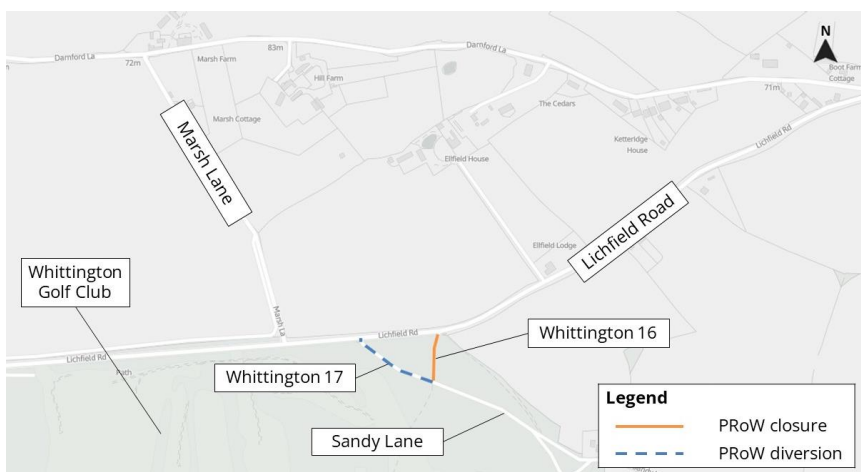 N
Darnford La
83m
72m
Marsh Farm
Darnford La
Hill Farm
Boot Farm
Cottage
71m
Marsh Cottage
The Cedars
Ketteridge
House
Lichfield Rd
Marsh Lane
Ellfield House
Lichfield Road
Ellfield Lodge
Whittington
Golf Club
Marsh La
Lichfield Rd
Whittington 16
Lichfield Rd
Path
Whittington 17
Sandy Lane
Legend
PRoW closure
PRoW diversion